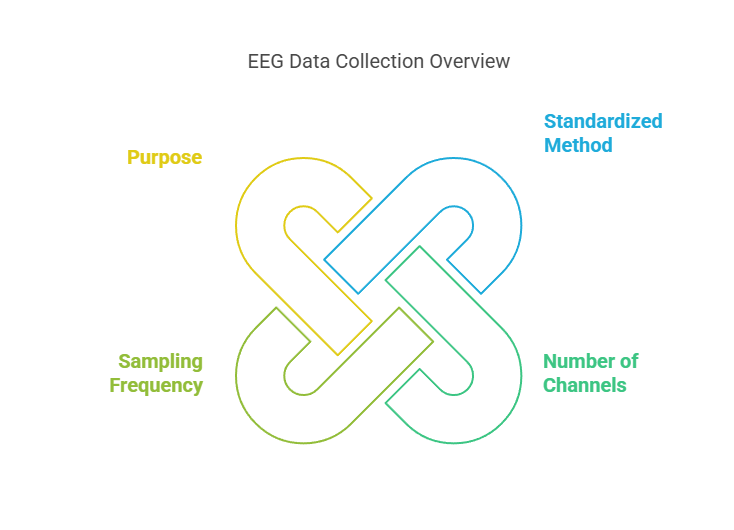 EEG Data Collection Overview
Purpose
Standardized
Method
Sampling
Frequency
Number of
Channels